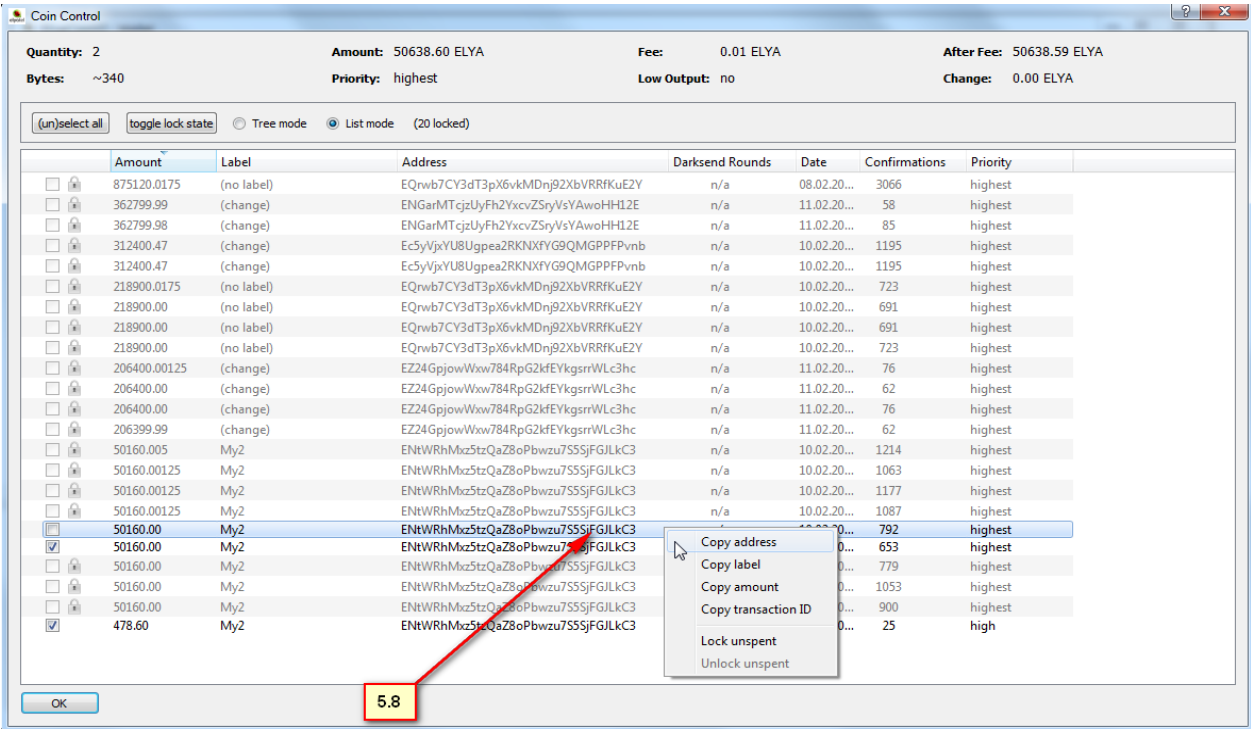 Coin Control
Quantity: 2 Amount: 50638.60 ELYA Fee: 0.01 ELYA After Fee: 50638.59 ELYA
Bytes: ~340 Priority: highest Low Output: no Change: 0.00 ELYA
(un)select all toggle lock state Tree mode List mode (20 locked)
Amount Label Address Darksend Rounds Date Confirmations Priority
875120.0175 (no label) EQrwb7CY3dT3pX6vkMDnj92XbVRRfKuE2Y n/a 08.02.20... 3066 highest
362799.99 (change) ENGarMTcjzUyFh2YxcvZSryVsYAwoHH12E n/a 11.02.20... 58 highest
362799.98 (change) ENGarMTcjzUyFh2YxcvZSryVsYAwoHH12E n/a 11.02.20... 85 highest
312400.47 (change) Ec5yVjxYU8Ugpea2RKNXfYG9QMGPPFPvnb n/a 10.02.20... 1195 highest
312400.47 (change) Ec5yVjxYU8Ugpea2RKNXfYG9QMGPPFPvnb n/a 10.02.20... 1195 highest
218900.0175 (no label) EQrwb7CY3dT3pX6vkMDnj92XbVRRfKuE2Y n/a 10.02.20... 723 highest
218900.00 (no label) EQrwb7CY3dT3pX6vkMDnj92XbVRRfKuE2Y n/a 10.02.20... 691 highest
218900.00 (no label) EQrwb7CY3dT3pX6vkMDnj92XbVRRfKuE2Y n/a 10.02.20... 691 highest
218900.00 (no label) EQrwb7CY3dT3pX6vkMDnj92XbVRRfKuE2Y n/a 10.02.20... 723 highest
206400.00125 (change) EZ24GpjowWxw784RpG2kfEYkgsrrWLc3hc n/a 11.02.20... 76 highest
206400.00 (change) EZ24GpjowWxw784RpG2kfEYkgsrrWLc3hc n/a 11.02.20... 62 highest
206400.00 (change) EZ24GpjowWxw784RpG2kfEYkgsrrWLc3hc n/a 11.02.20... 76 highest
206399.99 (change) EZ24GpjowWxw784RpG2kfEYkgsrrWLc3hc n/a 11.02.20... 62 highest
50160.005 My2 ENtWRhMxz5tzQaZ8oPbwzu7S5SjFGJLkC3 n/a 10.02.20... 1214 highest
50160.00125 My2 ENtWRhMxz5tzQaZ8oPbwzu7S5SjFGJLkC3 n/a 10.02.20... 1063 highest
50160.00125 My2 ENtWRhMxz5tzQaZ8oPbwzu7S5SjFGJLkC3 n/a 10.02.20... 1177 highest
50160.00125 My2 ENtWRhMxz5tzQaZ8oPbwzu7S5SjFGJLkC3 n/a 10.02.20... 1087 highest
50160.00 My2 ENtWRhMxz5tzQaZ8oPbwzu7S5SjFGJLkC3 792 highest
50160.00 My2 ENtWRhMxz5tzQaZ8oPbwzu7S5SjFGJLkC3 653 highest
50160.00 My2 ENtWRhMxz5tzQaZ8oPbwzu7S5SjFGJLkC3 779 highest
50160.00 My2 ENtWRhMxz5tzQaZ8oPbwzu7S5SjFGJLkC3 1053 highest
50160.00 My2 ENtWRhMxz5tzQaZ8oPbwzu7S5SjFGJLkC3 900 highest
478.60 My2 ENtWRhMxz5tzQaZ8oPbwzu7S5SjFGJLkC3 25 high
Copy address
Copy label
Copy amount
Copy transaction ID
Lock unspent
Unlock unspent
5.8
OK